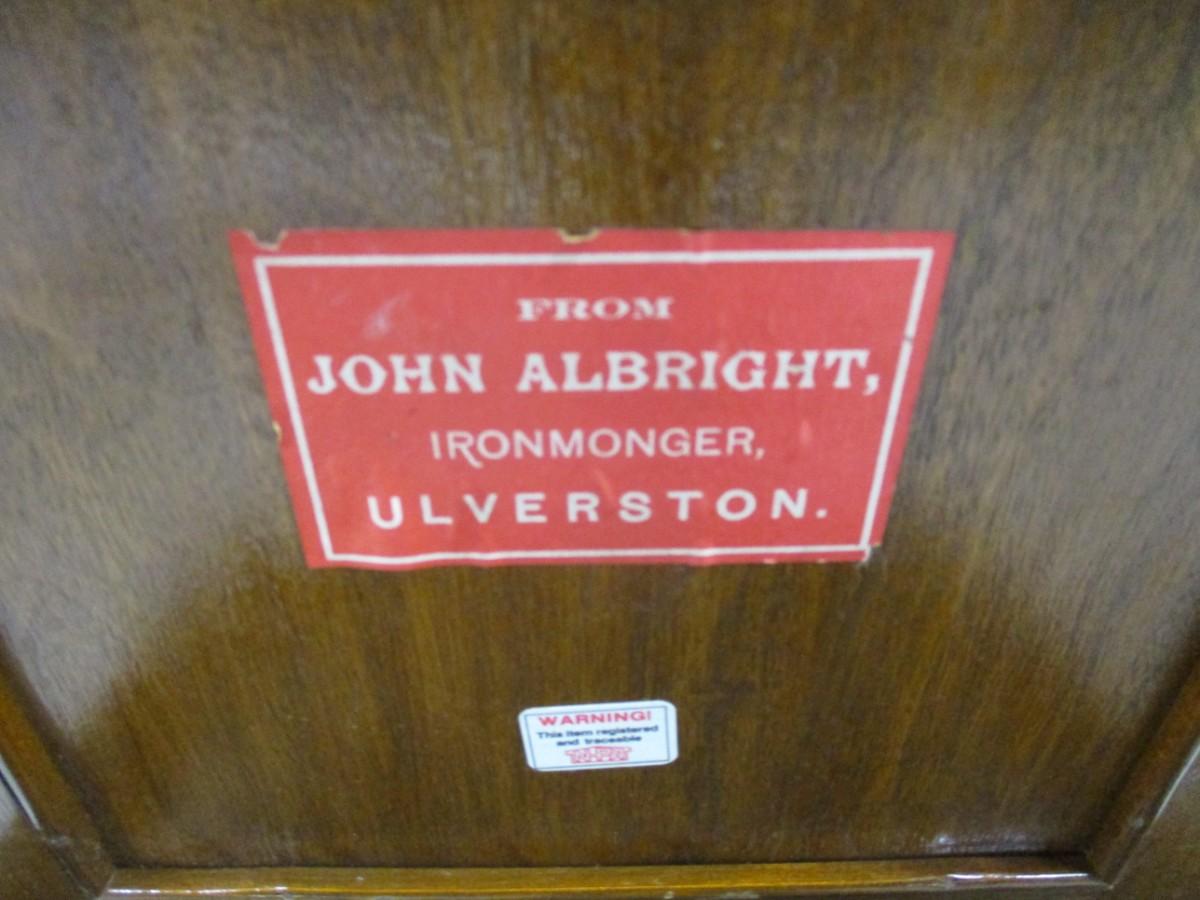 FROM
JOHN ALBRIGHT,
IRONMONGER,
ULVERSTON.
WARNING!
This item registered
and traceable